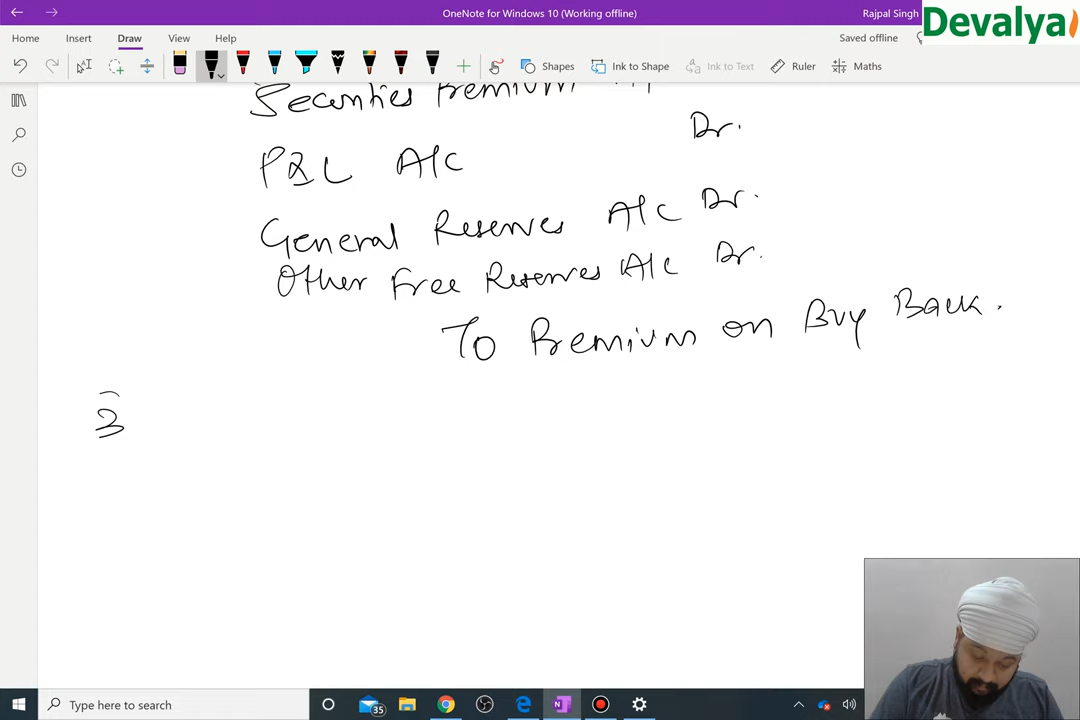 OneNote for Windows 10 (Working offline)
Rajpal Singh
Devalya
Home Insert Draw View Help
Saved offline
Shapes Ink to Shape Ink to Text Ruler Maths
Securities Premium A/c
Dr.
P&L A/C
General Reserves A/C Dr.
Other Free Reserves A/C Dr.
To Premium on Buy Back.
3
Type here to search
35